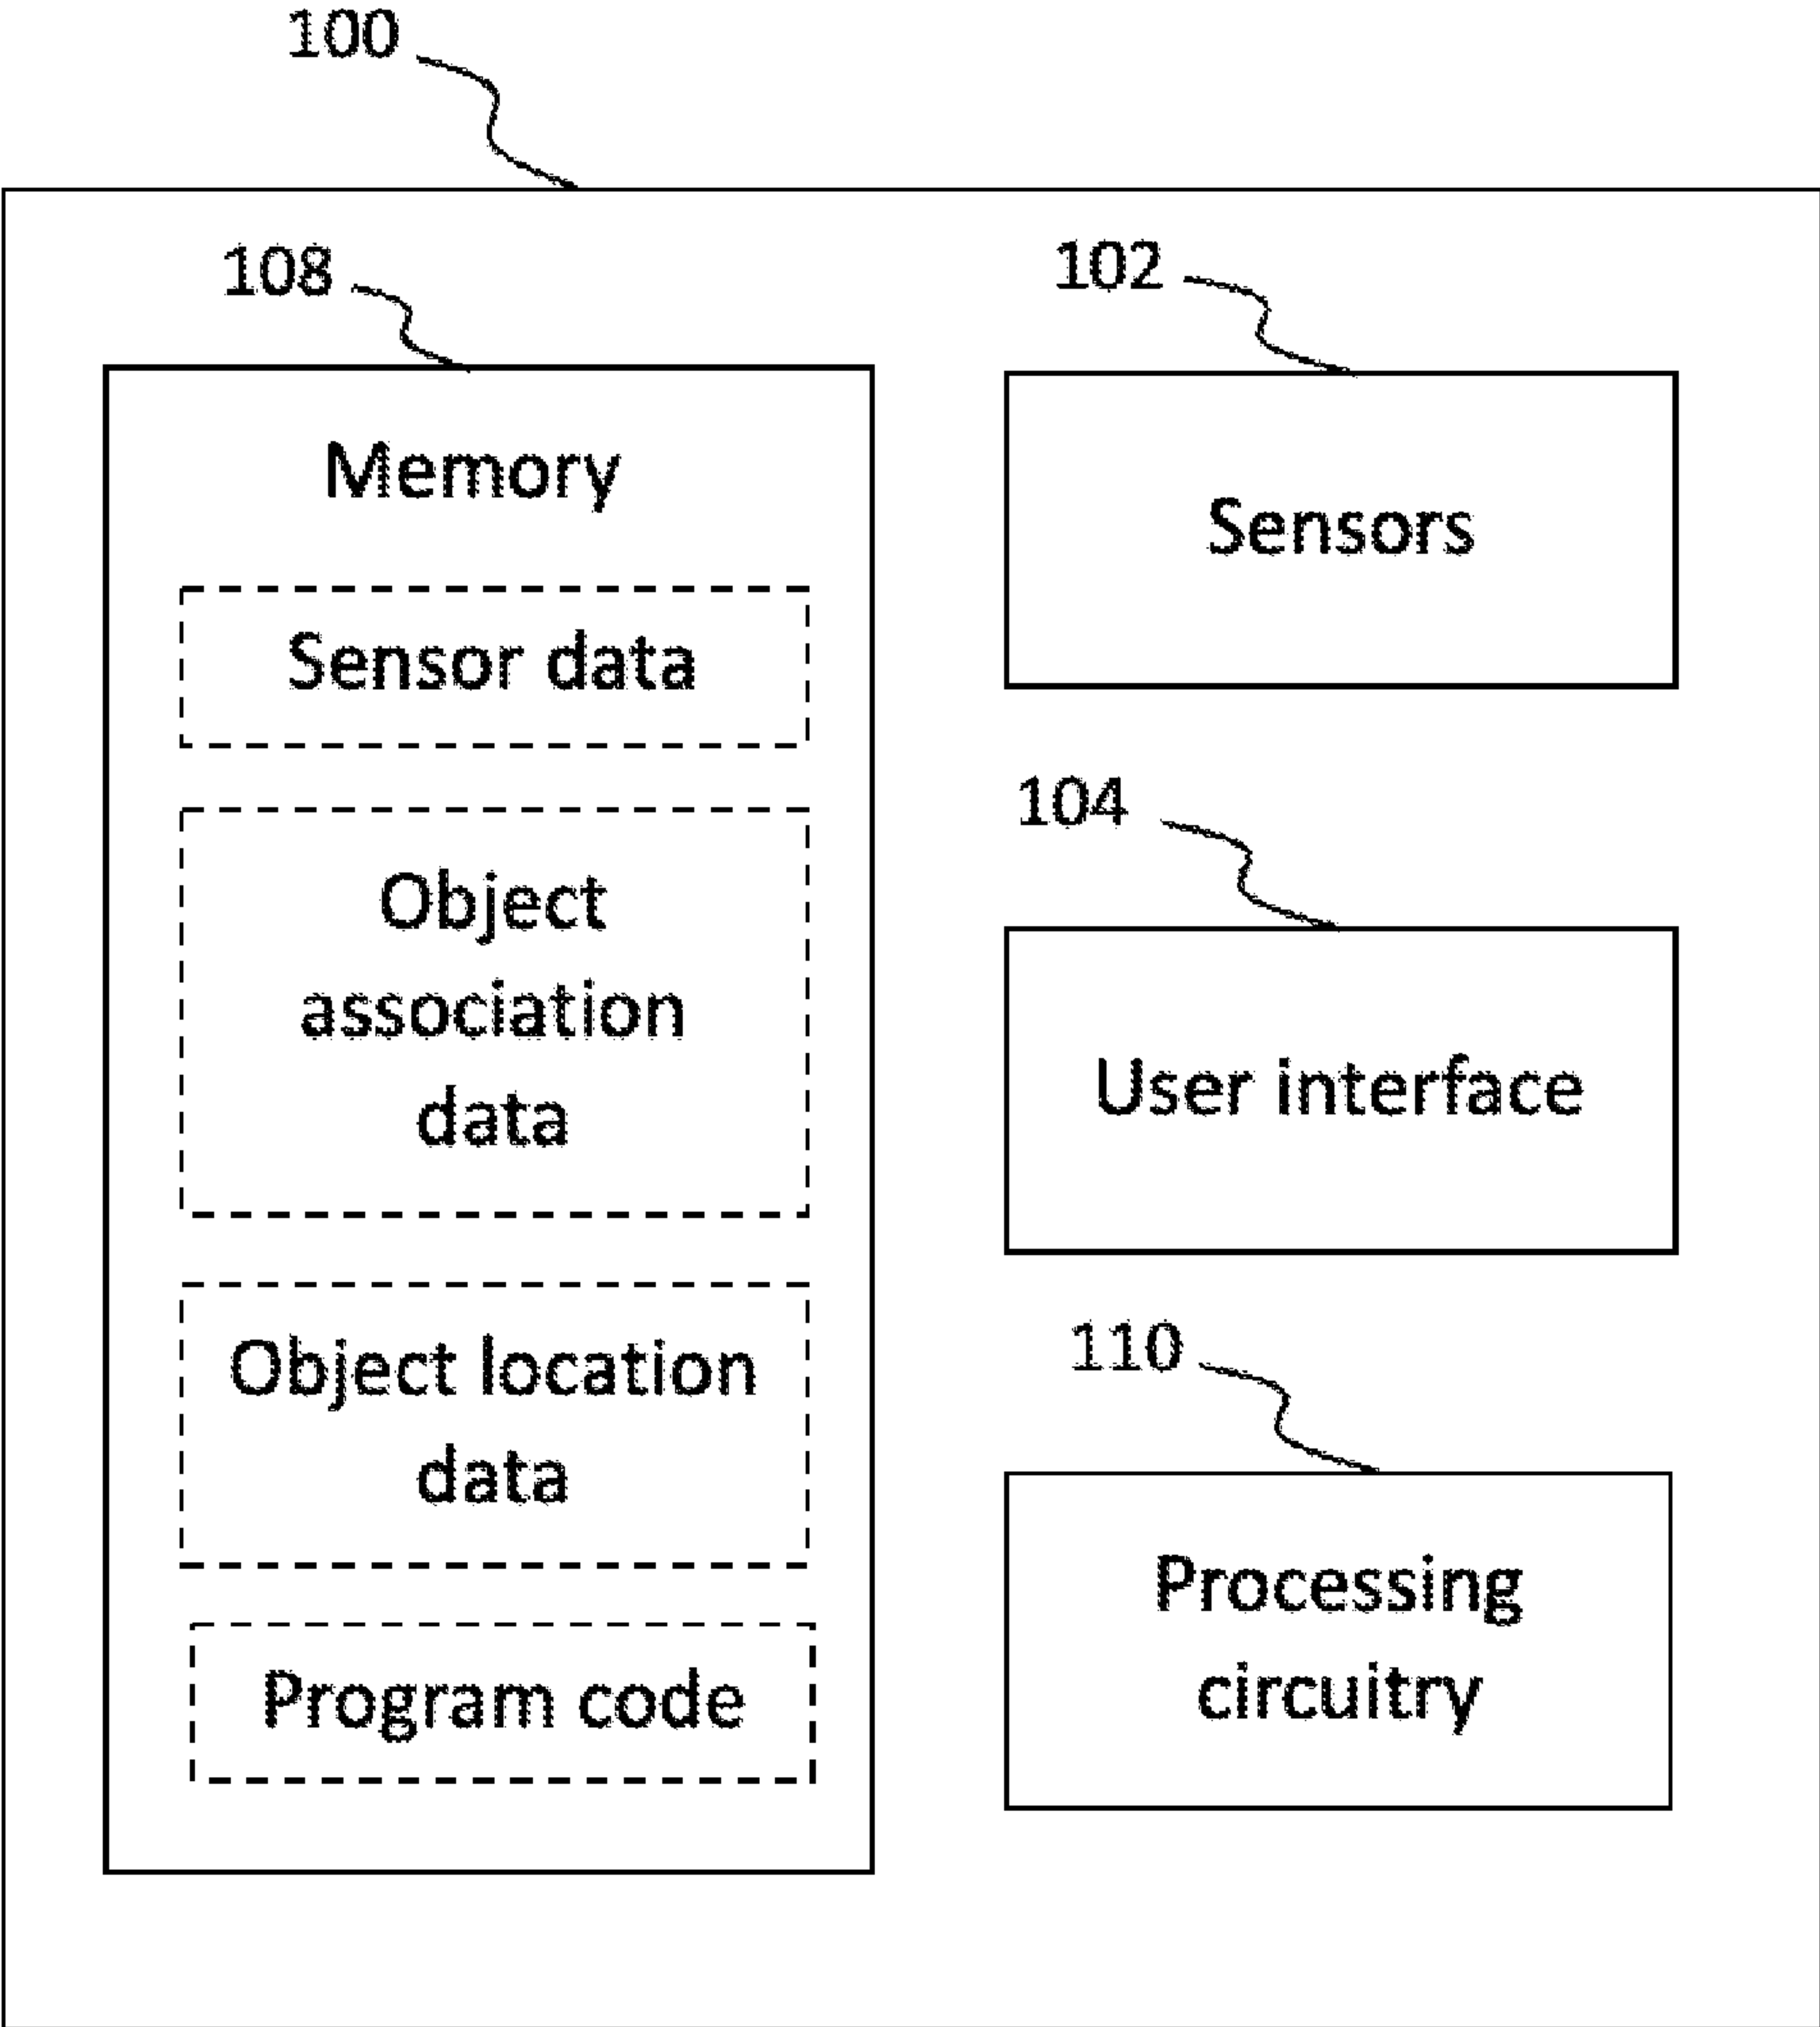 100
108
Memory
Sensor data
Object
association
data
Object location
data
Program code
102
Sensors
104
User interface
110
Processing
circuitry